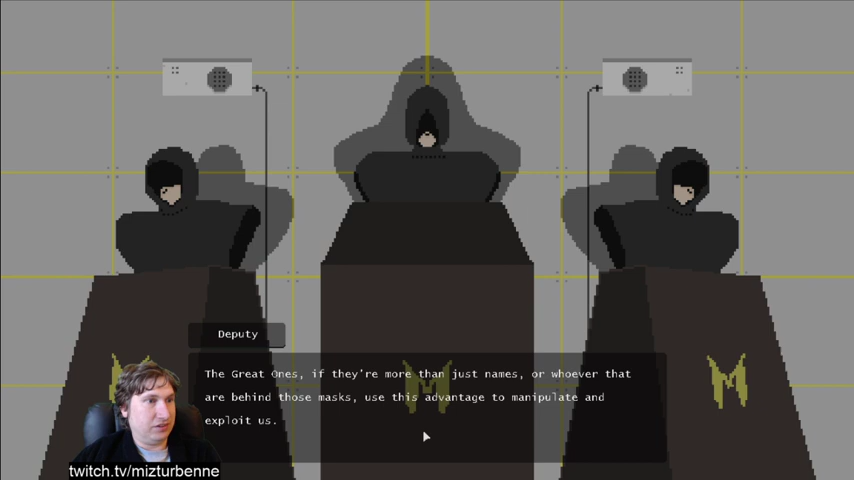 M
M
M
Deputy
The Great Ones, if they're more than just names, or whoever that
are behind those masks, use this advantage to manipulate and
exploit us.
twitch.tv/mizturbenne